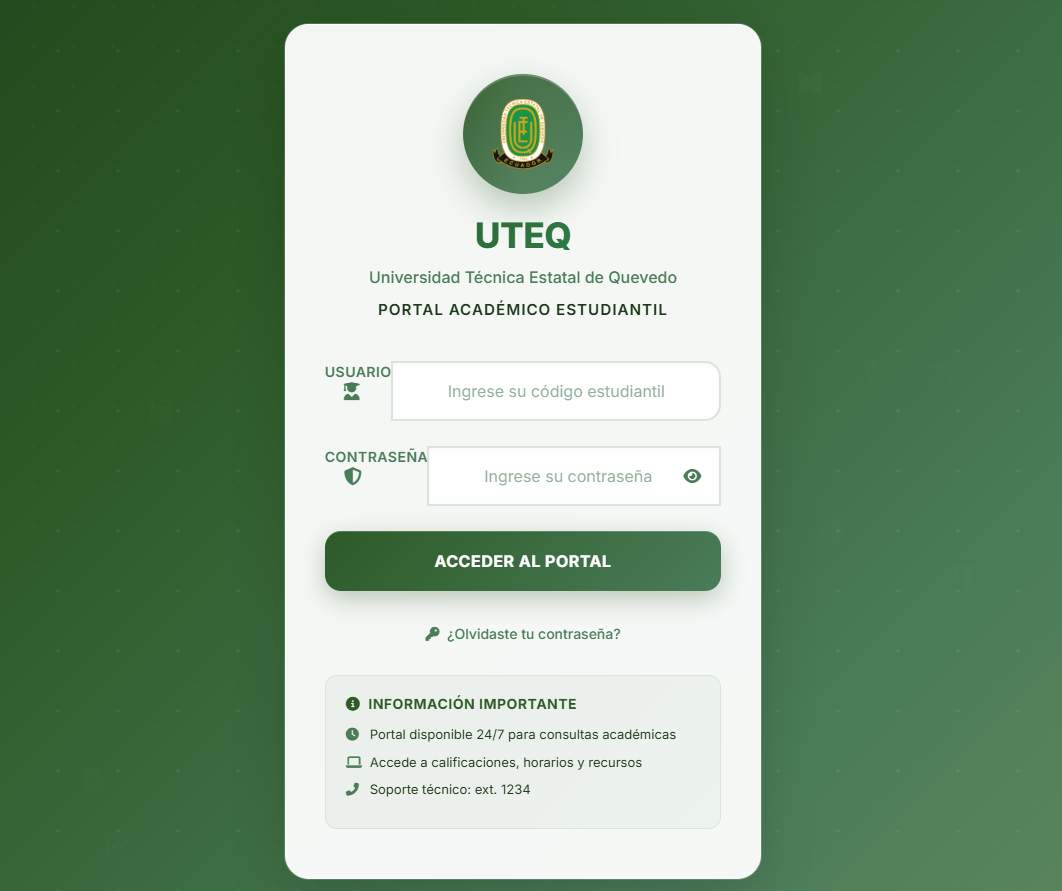 ECUADOR
UTEQ
Universidad Técnica Estatal de Quevedo
PORTAL ACADÉMICO ESTUDIANTIL
USUARIO
Ingrese su código estudiantil
CONTRASEÑA
Ingrese su contraseña
ACCEDER AL PORTAL
¿Olvidaste tu contraseña?
INFORMACIÓN IMPORTANTE
Portal disponible 24/7 para consultas académicas
Accede a calificaciones, horarios y recursos
Soporte técnico: ext. 1234